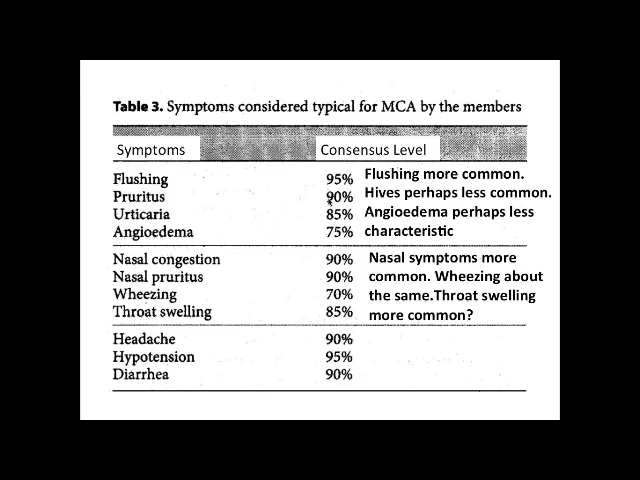 Table 3. Symptoms considered typical for MCA by the members
Symptoms Consensus Level
Flushing 95%
Pruritus 90%
Urticaria 85%
Angioedema 75%
Flushing more common.
Hives perhaps less common.
Angioedema perhaps less
characteristic
Nasal congestion 90%
Nasal pruritus 90%
Wheezing 70%
Throat swelling 85%
Nasal symptoms more
common. Wheezing about
the same.Throat swelling
more common?
Headache 90%
Hypotension 95%
Diarrhea 90%